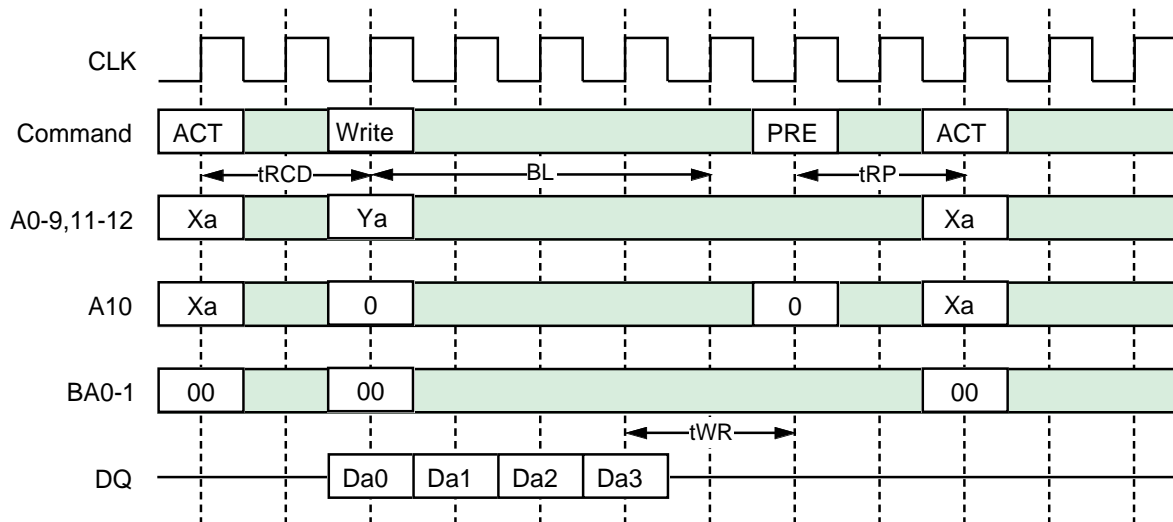 CLK
Command ACT Write PRE ACT
tRCD BL tRP
A0-9,11-12 Xa Ya Xa
A10 Xa 0 0 Xa
BA0-1 00 00 00
tWR
DQ Da0 Da1 Da2 Da3